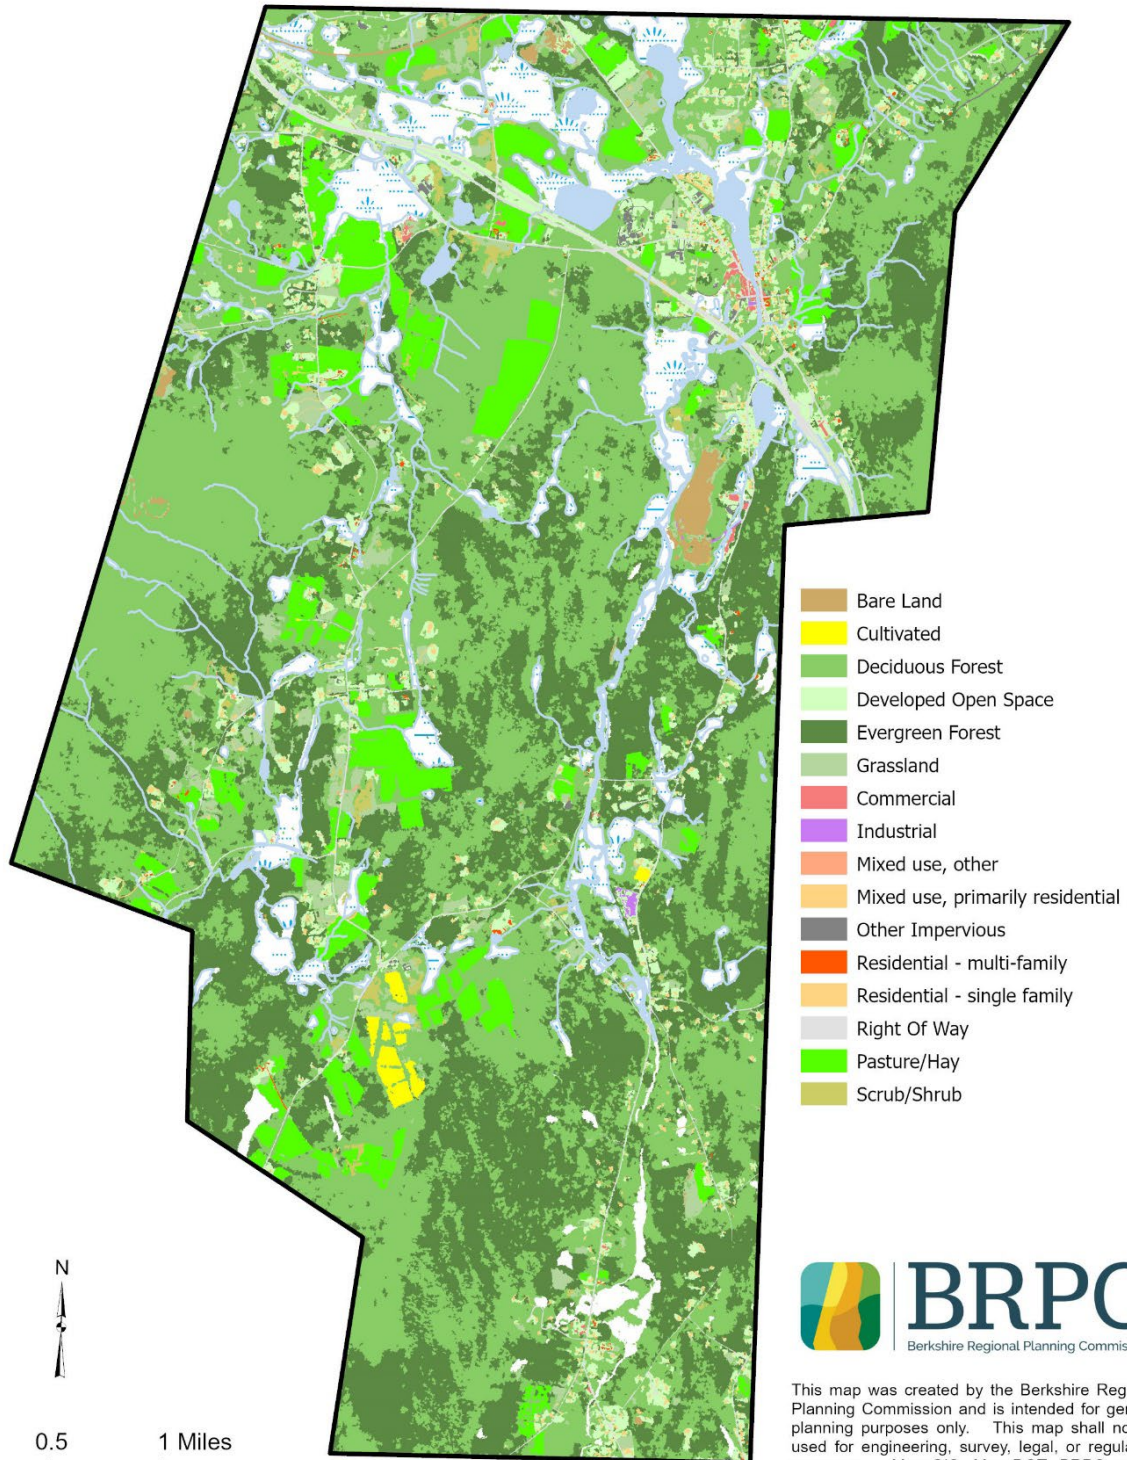 Bare Land
Cultivated
Deciduous Forest
Developed Open Space
Evergreen Forest
Grassland
Commercial
Industrial
Mixed use, other
Mixed use, primarily residential
Other Impervious
Residential - multi-family
Residential - single family
Right Of Way
Pasture/Hay
Scrub/Shrub
N
0.5 1 Miles
BRPC
Berkshire Regional Planning
This map was created by the Berkshire
Planning Commission and is intended for
planning purposes only. This map shall
used for engineering, survey, legal, or